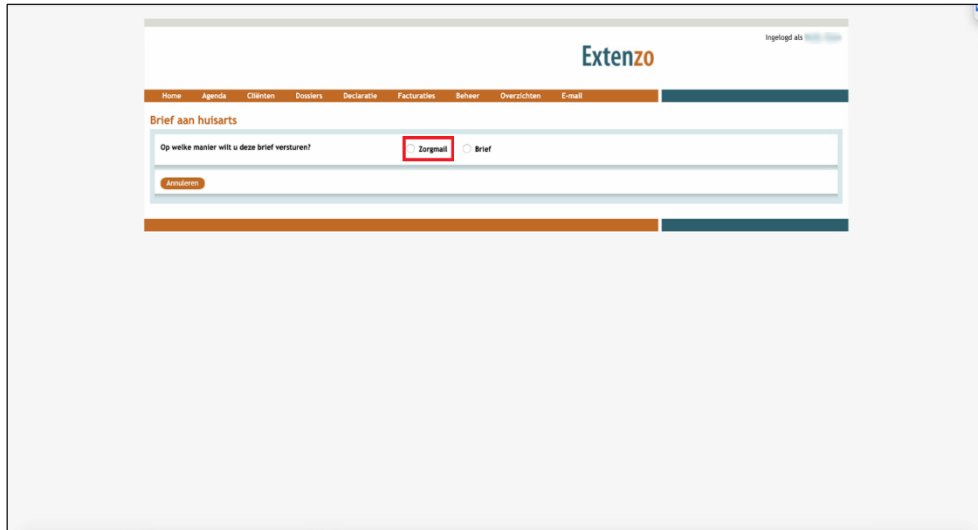 Ingelogd als
Extenzo
Home Agenda Cliënten Dossiers Declaratie Facturaties Beheer Overzichten E-mail
Brief aan huisarts
Op welke manier wilt u deze brief versturen? Zorgmail Brief
Annuleren